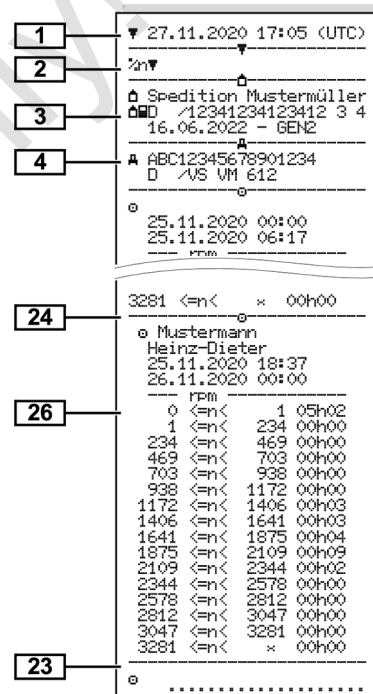 1
▼ 27.11.2020 17:05 (UTC)
2
%n▼
Spedition Mustermüller
3
D /12341234123412 3 4
16.06.2022 - GEN2
4
A ABC12345678901234
D /VS VM 612
25.11.2020 00:00
25.11.2020 06:17
--- rpm
3281 <=n< × 00h00
24
Mustermann
Heinz-Dieter
25.11.2020 18:37
26.11.2020 00:00
--- rpm
26
0 <=n< 1 05h02
1 <=n< 234 00h00
234 <=n< 469 00h00
469 <=n< 703 00h00
703 <=n< 938 00h00
938 <=n< 1172 00h00
1172 <=n< 1406 00h03
1406 <=n< 1641 00h03
1641 <=n< 1875 00h04
1875 <=n< 2109 00h09
2109 <=n< 2344 00h02
2344 <=n< 2578 00h00
2578 <=n< 2812 00h00
2812 <=n< 3047 00h00
3047 <=n< 3281 00h00
3281 <=n< × 00h00
23